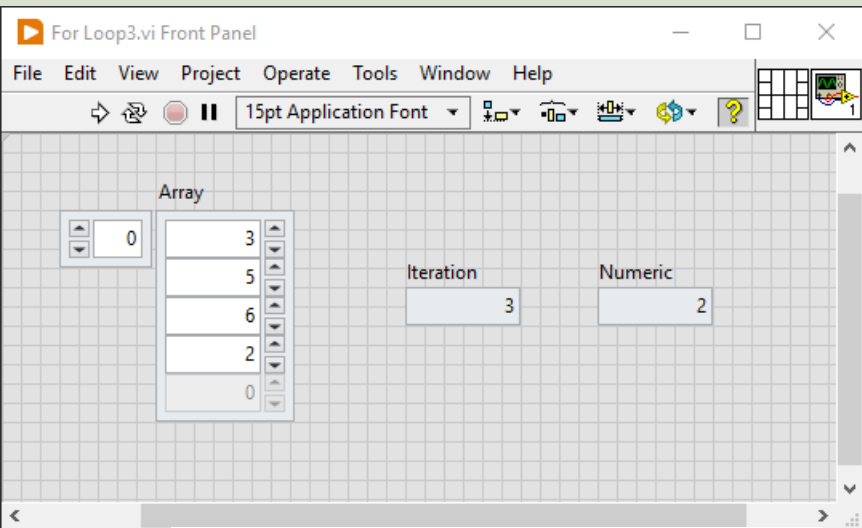 For Loop3.vi Front Panel
File Edit View Project Operate Tools Window Help
15pt Application Font
1
Array
0
3
5
6
2
0
Iteration
3
Numeric
2